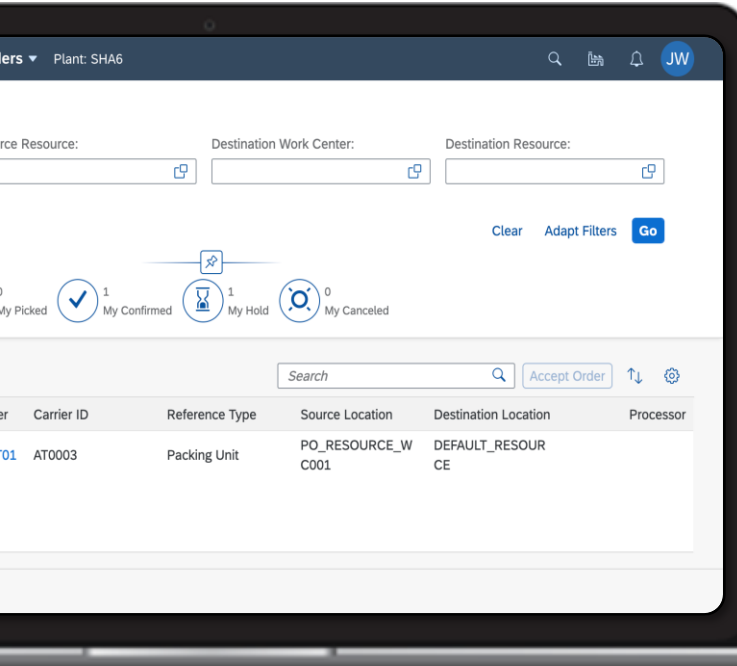 ders Plant: SHA6 JW
rce Resource: Destination Work Center: Destination Resource:
Clear Adapt Filters Go
0 1 1 0
My Picked My Confirmed My Hold My Canceled
Search Accept Order
er Carrier ID Reference Type Source Location Destination Location Processor
T01 AT0003 Packing Unit PO_RESOURCE_W DEFAULT_RESOUR
C001 CE